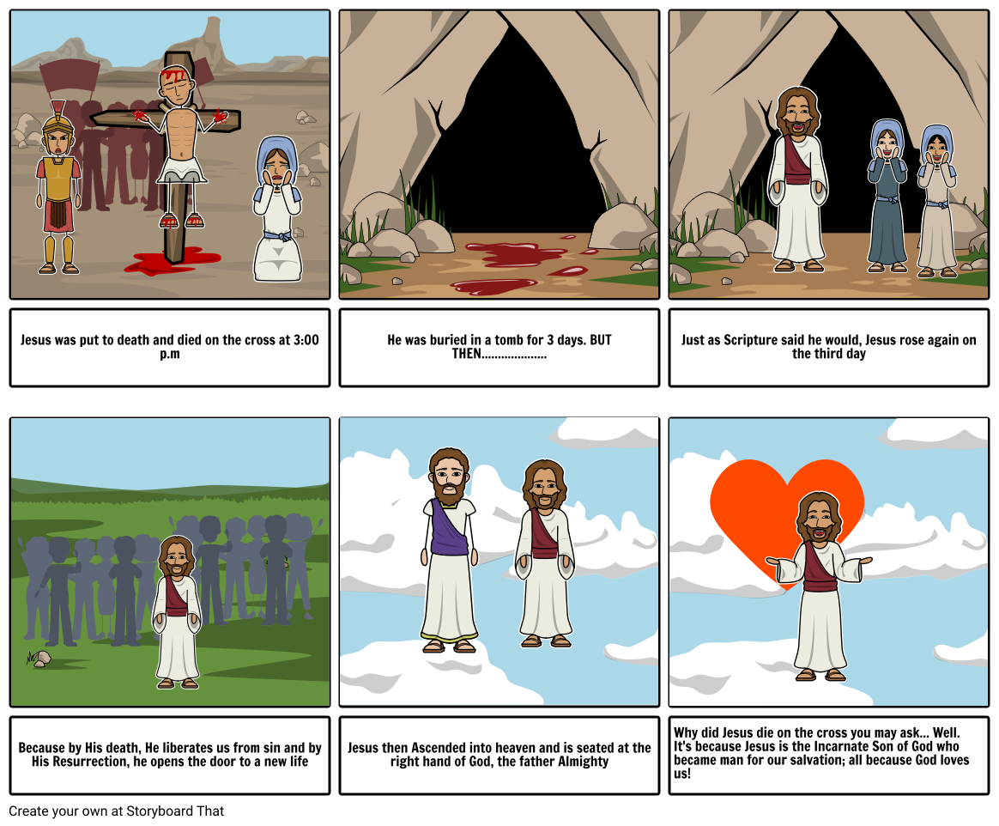 Jesus was put to death and died on the cross at 3:00
p.m
He was buried in a tomb for 3 days. BUT
THEN....................
Just as Scripture said he would, Jesus rose again on
the third day
Because by His death, He liberates us from sin and by
His Resurrection, he opens the door to a new life
Jesus then Ascended into heaven and is seated at the
right hand of God, the father Almighty
Why did Jesus die on the cross you may ask... Well.
It's because Jesus is the Incarnate Son of God who
became man for our salvation; all because God loves
us!
Create your own at Storyboard That